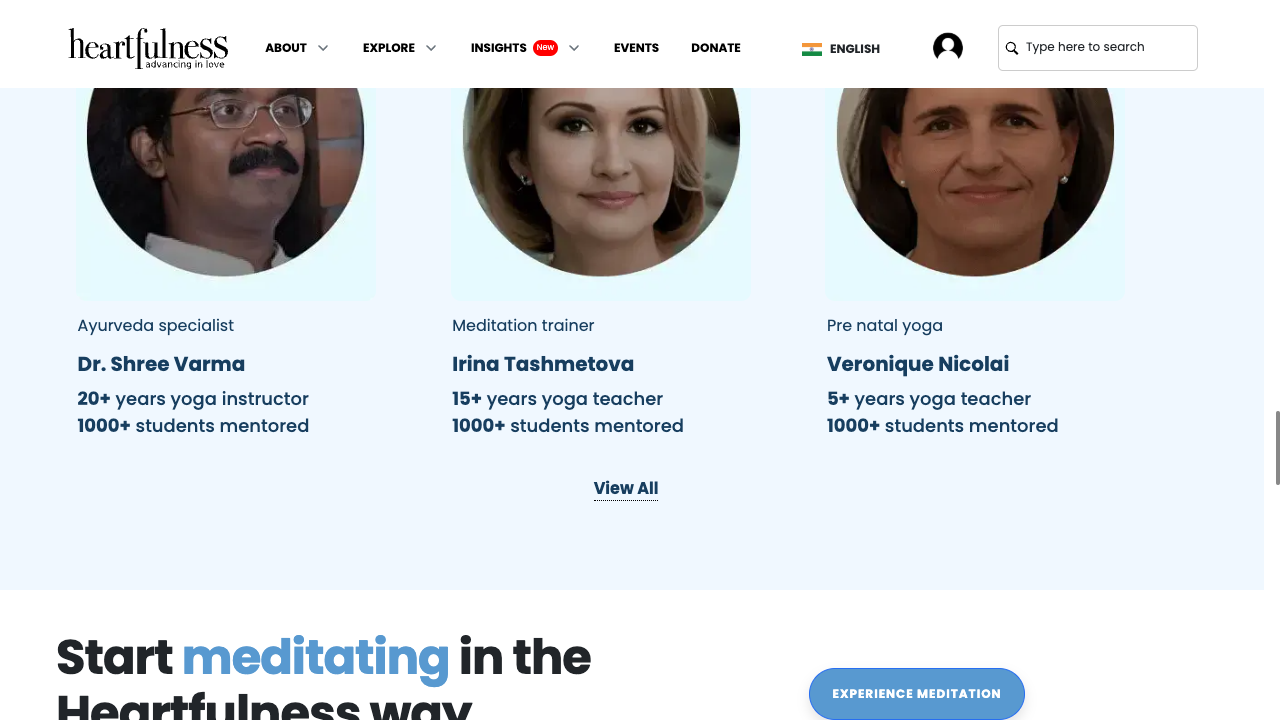 heartfulness
advancing in love
ABOUT
EXPLORE
INSIGHTS New
EVENTS
DONATE
ENGLISH
Type here to search
Ayurveda specialist
Dr. Shree Varma
20+ years yoga instructor
1000+ students mentored
Meditation trainer
Irina Tashmetova
15+ years yoga teacher
1000+ students mentored
Pre natal yoga
Veronique Nicolai
5+ years yoga teacher
1000+ students mentored
View All
Start meditating in the
Heartfulness way
EXPERIENCE MEDITATION